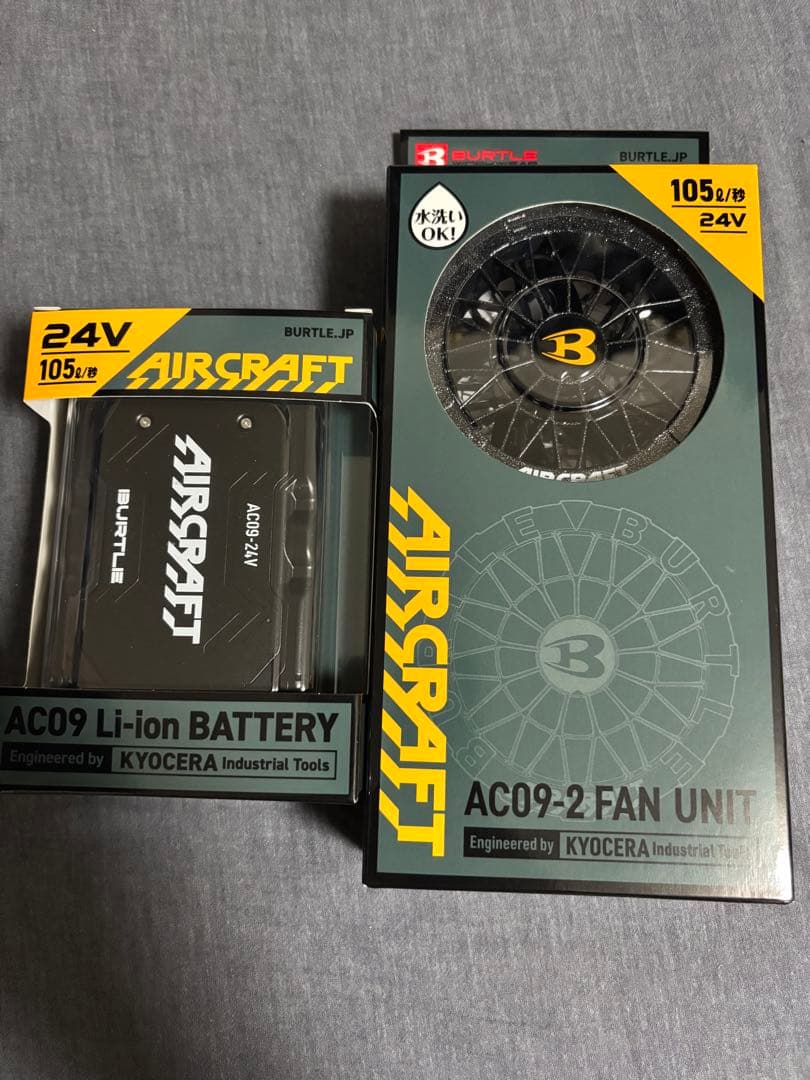 24V
105ℓ/秒
BURTLE.JP
AIRCRAFT
AIRCRAFT
BURTLE
AC09-24V
AC09 Li-ion BATTERY
Engineered by KYOCERA Industrial Tools
BURTLE
BURTLE.JP
水洗い
OK!
105ℓ/秒
24V
B
AIRCRAFT
AIRCRAFT
BURTLE
B
AC09-2 FAN UNIT
Engineered by KYOCERA Industrial Tools